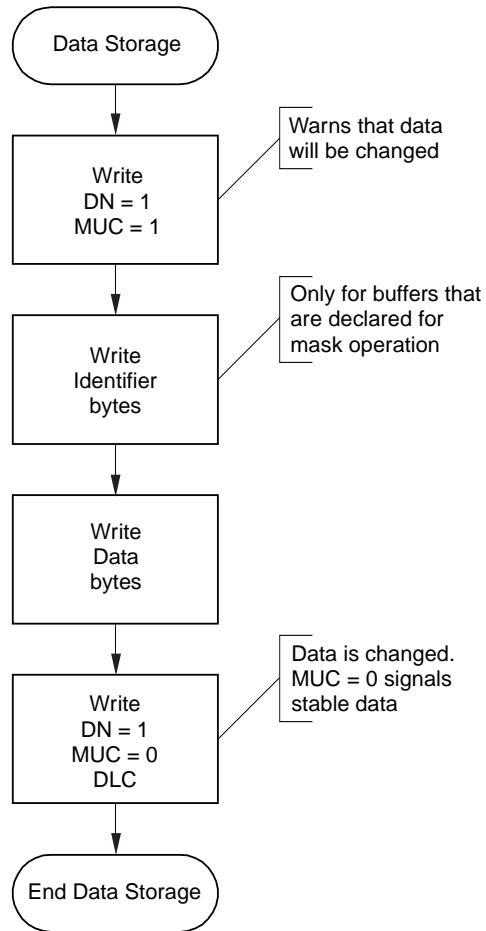 Data Storage
Warns that data
will be changed
Write
DN = 1
MUC = 1
Only for buffers that
are declared for
mask operation
Write
Identifier
bytes
Write
Data
bytes
Data is changed.
MUC = 0 signals
stable data
Write
DN = 1
MUC = 0
DLC
End Data Storage